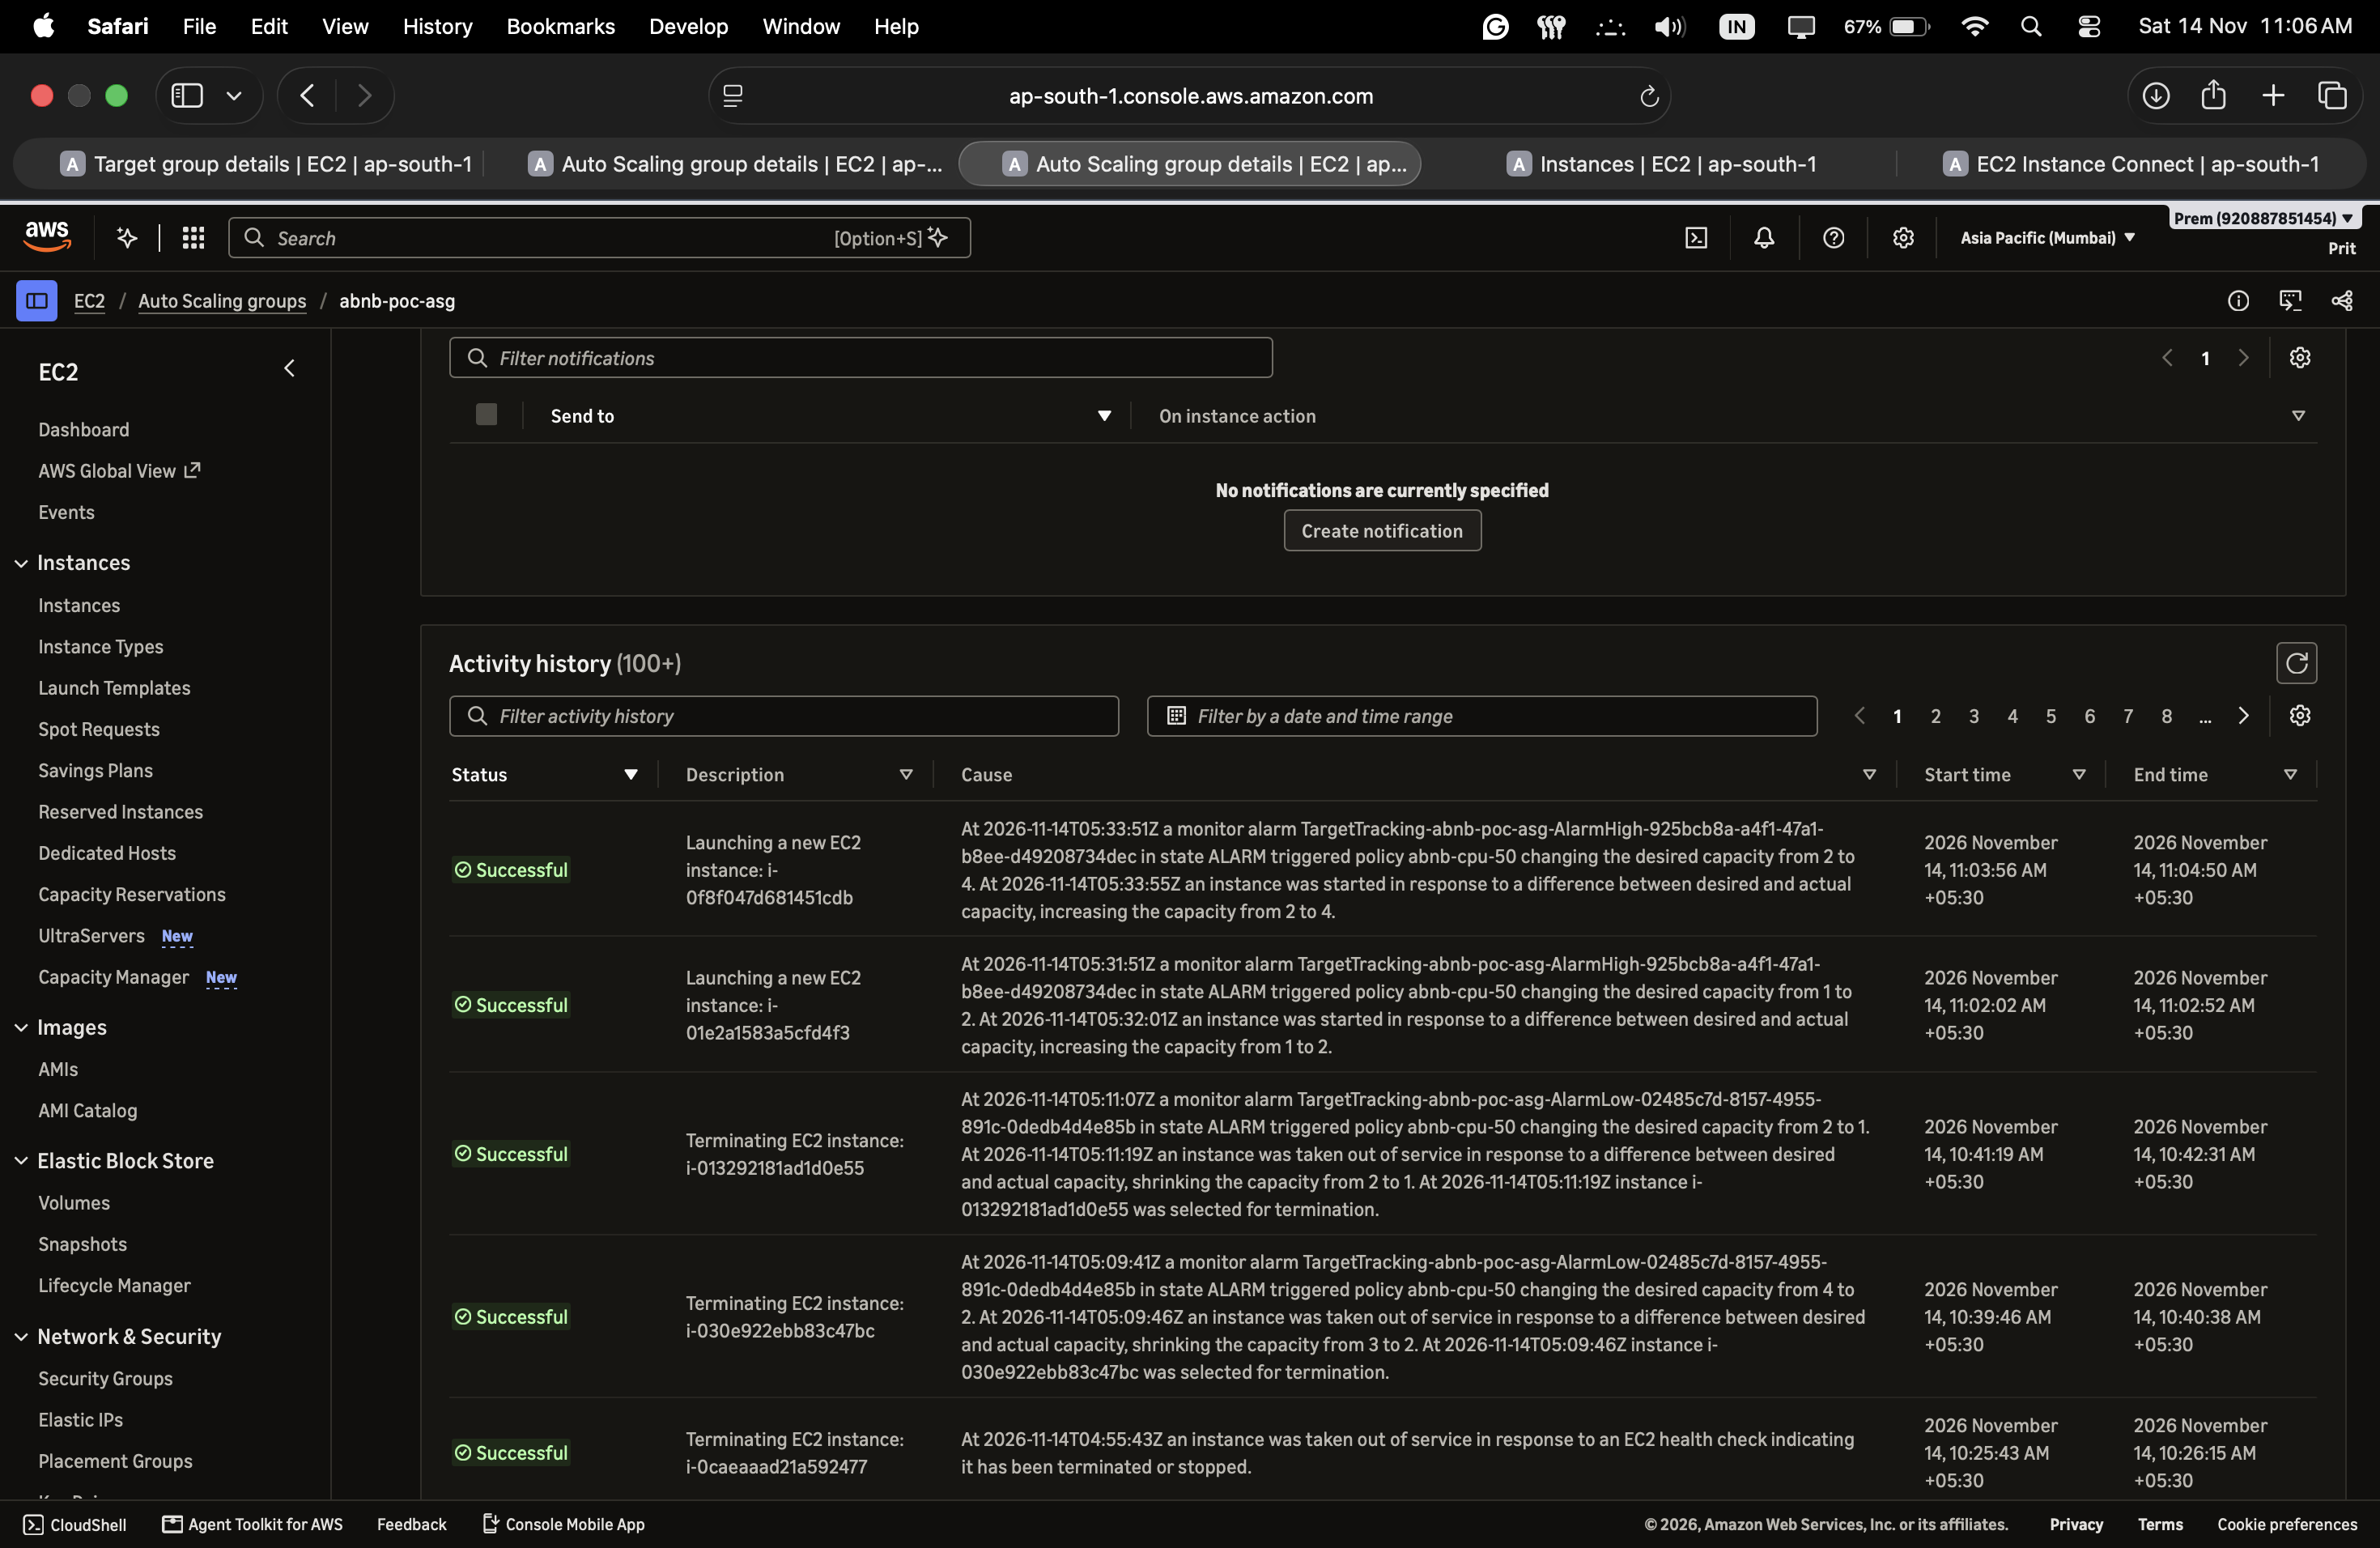 Safari File Edit View History Bookmarks Develop Window Help IN 67% Sat 14 Nov 11:06 AM
ap-south-1.console.aws.amazon.com
A Target group details | EC2 | ap-south-1 A Auto Scaling group details | EC2 | ap-... A Auto Scaling group details | EC2 | ap... A Instances | EC2 | ap-south-1 A EC2 Instance Connect | ap-south-1
aws Search [Option+S] Asia Pacific (Mumbai) Prem (920887851454)
Prit
EC2 / Auto Scaling groups / abnb-poc-asg
EC2
Dashboard
AWS Global View
Events
Instances
Instances
Instance Types
Launch Templates
Spot Requests
Savings Plans
Reserved Instances
Dedicated Hosts
Capacity Reservations
UltraServers New
Capacity Manager New
Images
AMIs
AMI Catalog
Elastic Block Store
Volumes
Snapshots
Lifecycle Manager
Network & Security
Security Groups
Elastic IPs
Placement Groups
Filter notifications 1
Send to On instance action
No notifications are currently specified
Create notification
Activity history (100+)
Filter activity history Filter by a date and time range 1 2 3 4 5 6 7 8 ...
Status Description Cause Start time End time
Successful
Launching a new EC2
instance: i-
0f8f047d681451cdb
At 2026-11-14T05:33:51Z a monitor alarm TargetTracking-abnb-poc-asg-AlarmHigh-925bcb8a-a4f1-47a1-
b8ee-d49208734dec in state ALARM triggered policy abnb-cpu-50 changing the desired capacity from 2 to
4. At 2026-11-14T05:33:55Z an instance was started in response to a difference between desired and actual
capacity, increasing the capacity from 2 to 4.
2026 November
14, 11:03:56 AM
+05:30
2026 November
14, 11:04:50 AM
+05:30
Successful
Launching a new EC2
instance: i-
01e2a1583a5cfd4f3
At 2026-11-14T05:31:51Z a monitor alarm TargetTracking-abnb-poc-asg-AlarmHigh-925bcb8a-a4f1-47a1-
b8ee-d49208734dec in state ALARM triggered policy abnb-cpu-50 changing the desired capacity from 1 to
2. At 2026-11-14T05:32:01Z an instance was started in response to a difference between desired and actual
capacity, increasing the capacity from 1 to 2.
2026 November
14, 11:02:02 AM
+05:30
2026 November
14, 11:02:52 AM
+05:30
Successful
Terminating EC2 instance:
i-013292181ad1d0e55
At 2026-11-14T05:11:07Z a monitor alarm TargetTracking-abnb-poc-asg-AlarmLow-02485c7d-8157-4955-
891c-0dedb4d4e85b in state ALARM triggered policy abnb-cpu-50 changing the desired capacity from 2 to 1.
At 2026-11-14T05:11:19Z an instance was taken out of service in response to a difference between desired
and actual capacity, shrinking the capacity from 2 to 1. At 2026-11-14T05:11:19Z instance i-
013292181ad1d0e55 was selected for termination.
2026 November
14, 10:41:19 AM
+05:30
2026 November
14, 10:42:31 AM
+05:30
Successful
Terminating EC2 instance:
i-030e922ebb83c47bc
At 2026-11-14T05:09:41Z a monitor alarm TargetTracking-abnb-poc-asg-AlarmLow-02485c7d-8157-4955-
891c-0dedb4d4e85b in state ALARM triggered policy abnb-cpu-50 changing the desired capacity from 4 to
2. At 2026-11-14T05:09:46Z an instance was taken out of service in response to a difference between desired
and actual capacity, shrinking the capacity from 3 to 2. At 2026-11-14T05:09:46Z instance i-
030e922ebb83c47bc was selected for termination.
2026 November
14, 10:39:46 AM
+05:30
2026 November
14, 10:40:38 AM
+05:30
Successful
Terminating EC2 instance:
i-0caeaaad21a592477
At 2026-11-14T04:55:43Z an instance was taken out of service in response to an EC2 health check indicating
it has been terminated or stopped.
2026 November
14, 10:25:43 AM
+05:30
2026 November
14, 10:26:15 AM
+05:30
CloudShell Agent Toolkit for AWS Feedback Console Mobile App © 2026, Amazon Web Services, Inc. or its affiliates. Privacy Terms Cookie preferences